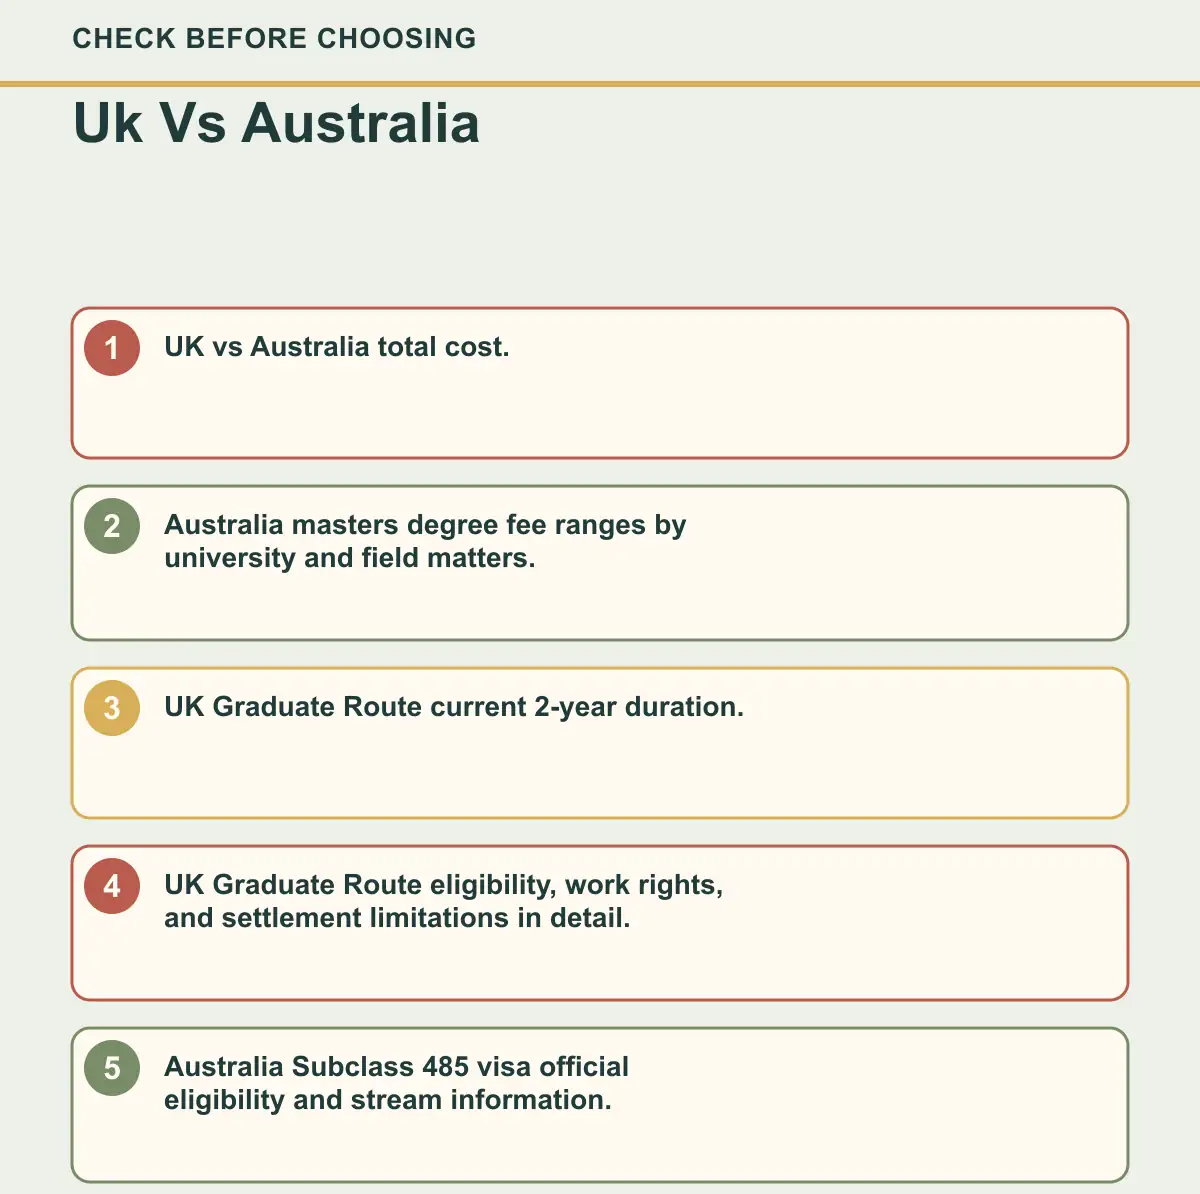 CHECK BEFORE CHOOSING
Uk Vs Australia
1
UK vs Australia total cost.
2
Australia masters degree fee ranges by
university and field matters.
3
UK Graduate Route current 2-year duration.
4
UK Graduate Route eligibility, work rights,
and settlement limitations in detail.
5
Australia Subclass 485 visa official
eligibility and stream information.